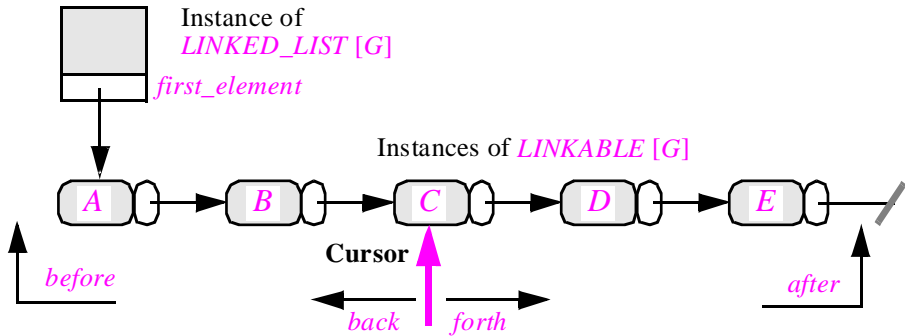 Instance of
LINKED_LIST [G]
first_element
Instances of LINKABLE [G]
A B C D E
Cursor
before
after
back forth